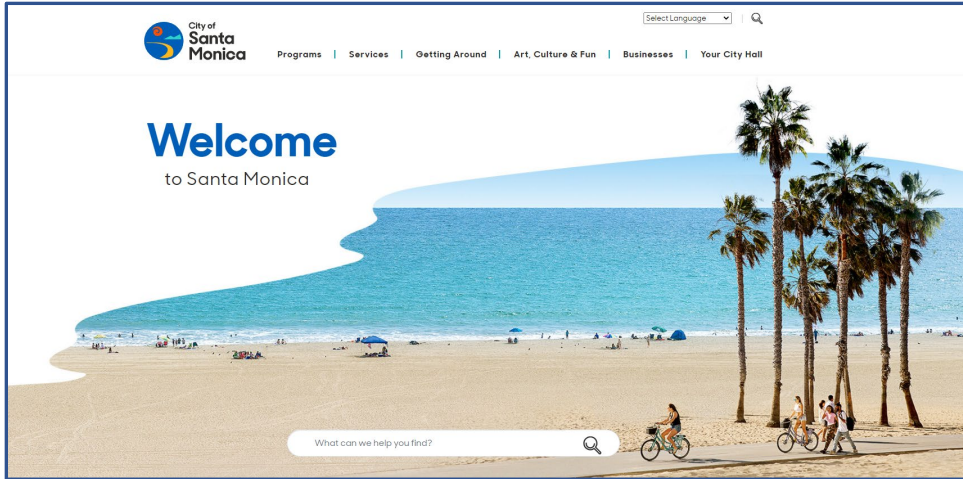 City of
Santa
Monica
Select Language
Programs | Services | Getting Around | Art, Culture & Fun | Businesses | Your City Hall
Welcome
to Santa Monica
What can we help you find?